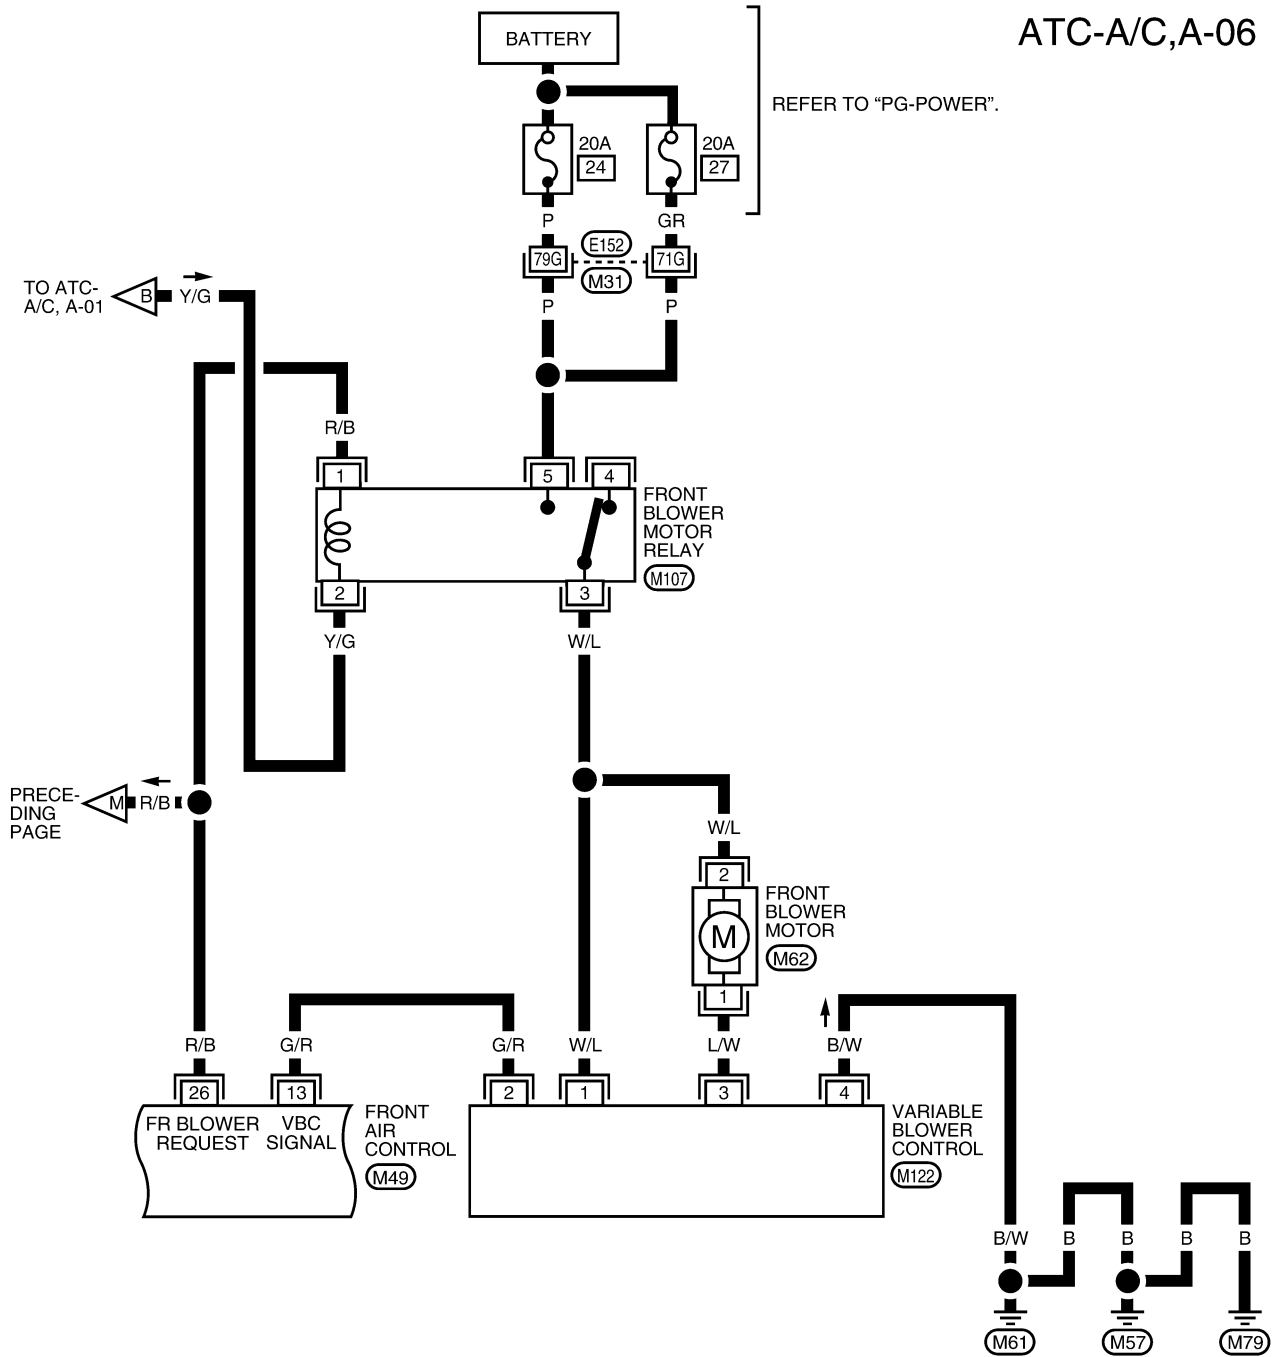 ATC-A/C,A-06
BATTERY
REFER TO “PG-POWER”.
20A
24
20A
27
P
GR
79G
E152
71G
M31
TO ATC-
A/C, A-01
B
Y/G
P
P
R/B
1
5
4
FRONT
BLOWER
MOTOR
RELAY
M107
2
3
Y/G
W/L
PRECE-
DING
PAGE
M
R/B
W/L
2
FRONT
BLOWER
MOTOR
M62
M
1
R/B
G/R
G/R
W/L
L/W
B/W
26
13
2
1
3
4
FR BLOWER
REQUEST
VBC
SIGNAL
FRONT
AIR
CONTROL
M49
VARIABLE
BLOWER
CONTROL
M122
B/W
B
B
B
B
M61
M57
M79